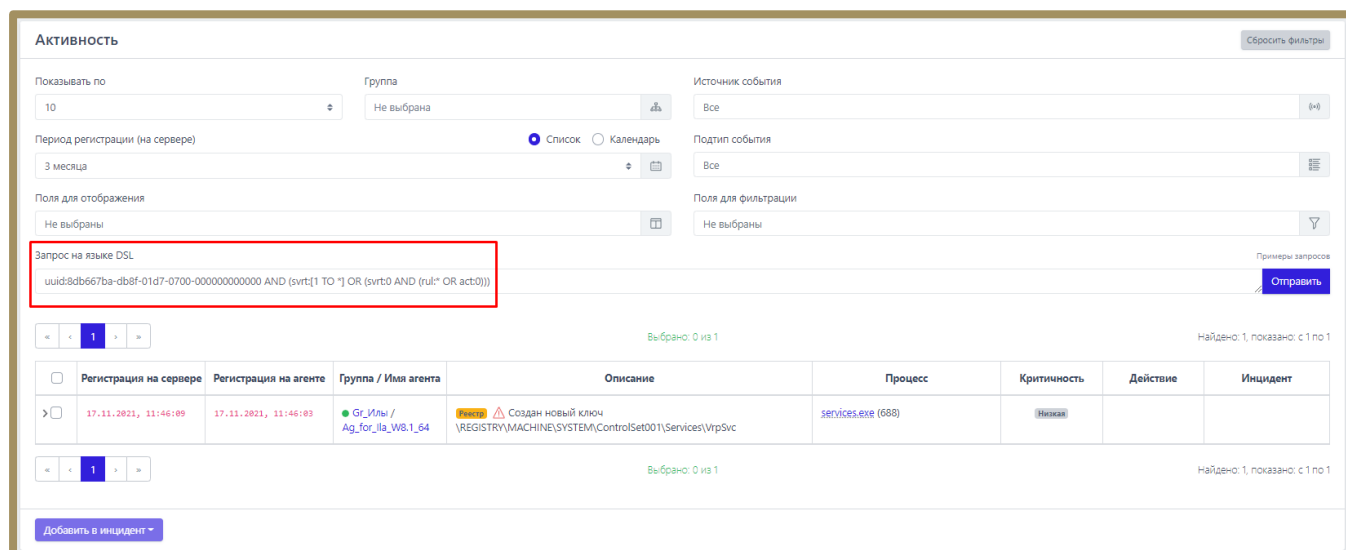 Активность
Сбросить фильтры
Показывать по
Группа
Источник события
10
Не выбрана
Все
Период регистрации (на сервере)
Список
Календарь
Подтип события
3 месяца
Все
Поля для отображения
Поля для фильтрации
Не выбраны
Не выбраны
Запрос на языке DSL
Примеры запросов
uuid:8db667ba-db8f-01d7-0700-000000000000 AND (svrt:[1 TO *] OR (svrt:0 AND (rul:* OR act:0)))
Отправить
« ‹ 1 › »
Выбрано: 0 из 1
Найдено: 1, показано: с 1 по 1
Регистрация на сервере
Регистрация на агенте
Группа / Имя агента
Описание
Процесс
Критичность
Действие
Инцидент
17.11.2021, 11:46:09
17.11.2021, 11:46:03
Gr_Илы /
Ag_for_Ila_W8.1_64
Реестр Создан новый ключ
\REGISTRY\MACHINE\SYSTEM\ControlSet001\Services\VrpSvc
services.exe (688)
Низкая
« ‹ 1 › »
Выбрано: 0 из 1
Найдено: 1, показано: с 1 по 1
Добавить в инцидент